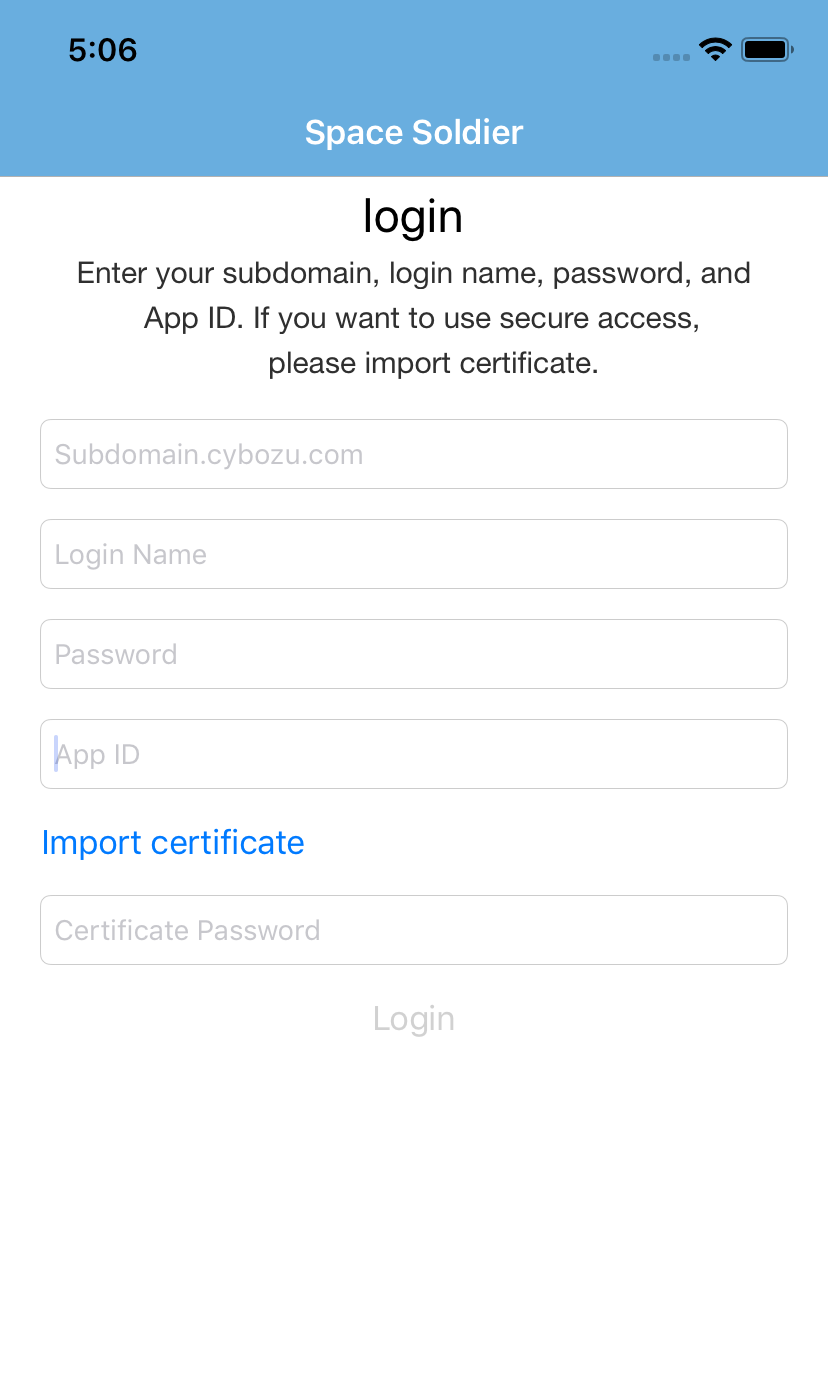 5:06
Space Soldier
login
Enter your subdomain, login name, password, and
App ID. If you want to use secure access,
please import certificate.
Subdomain.cybozu.com
Login Name
Password
App ID
Import certificate
Certificate Password
Login